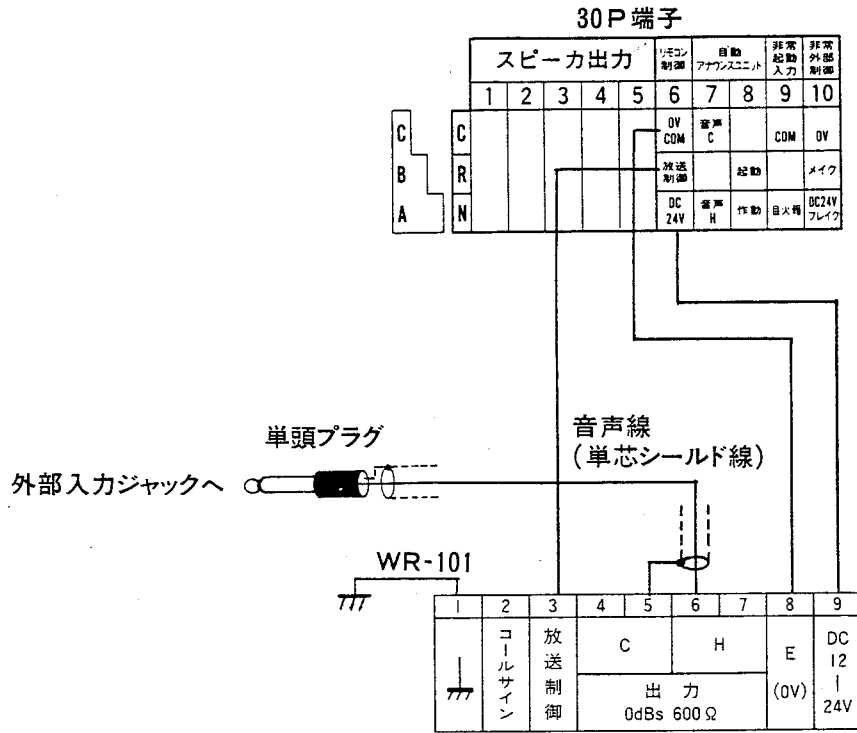 30P端子
スピーカ出力
リモコン
制御
自動
アナウンスユニット
非常
起動
入力
非常
外部
制御
1 2 3 4 5 6 7 8 9 10
C
B
A
C
R
N
0V
COM
音声
C
COM
0V
放送
制御
起動
メイク
DC
24V
音声
H
作動
自火報
DC24V
ブレイク
単頭プラグ
音声線
(単芯シールド線)
外部入力ジャックへ
WR-101
1 2 3 4 5 6 7 8 9
コールサイン
放送制御
C
H
出力
0dBs 600Ω
E
(0V)
DC
12
|
24V